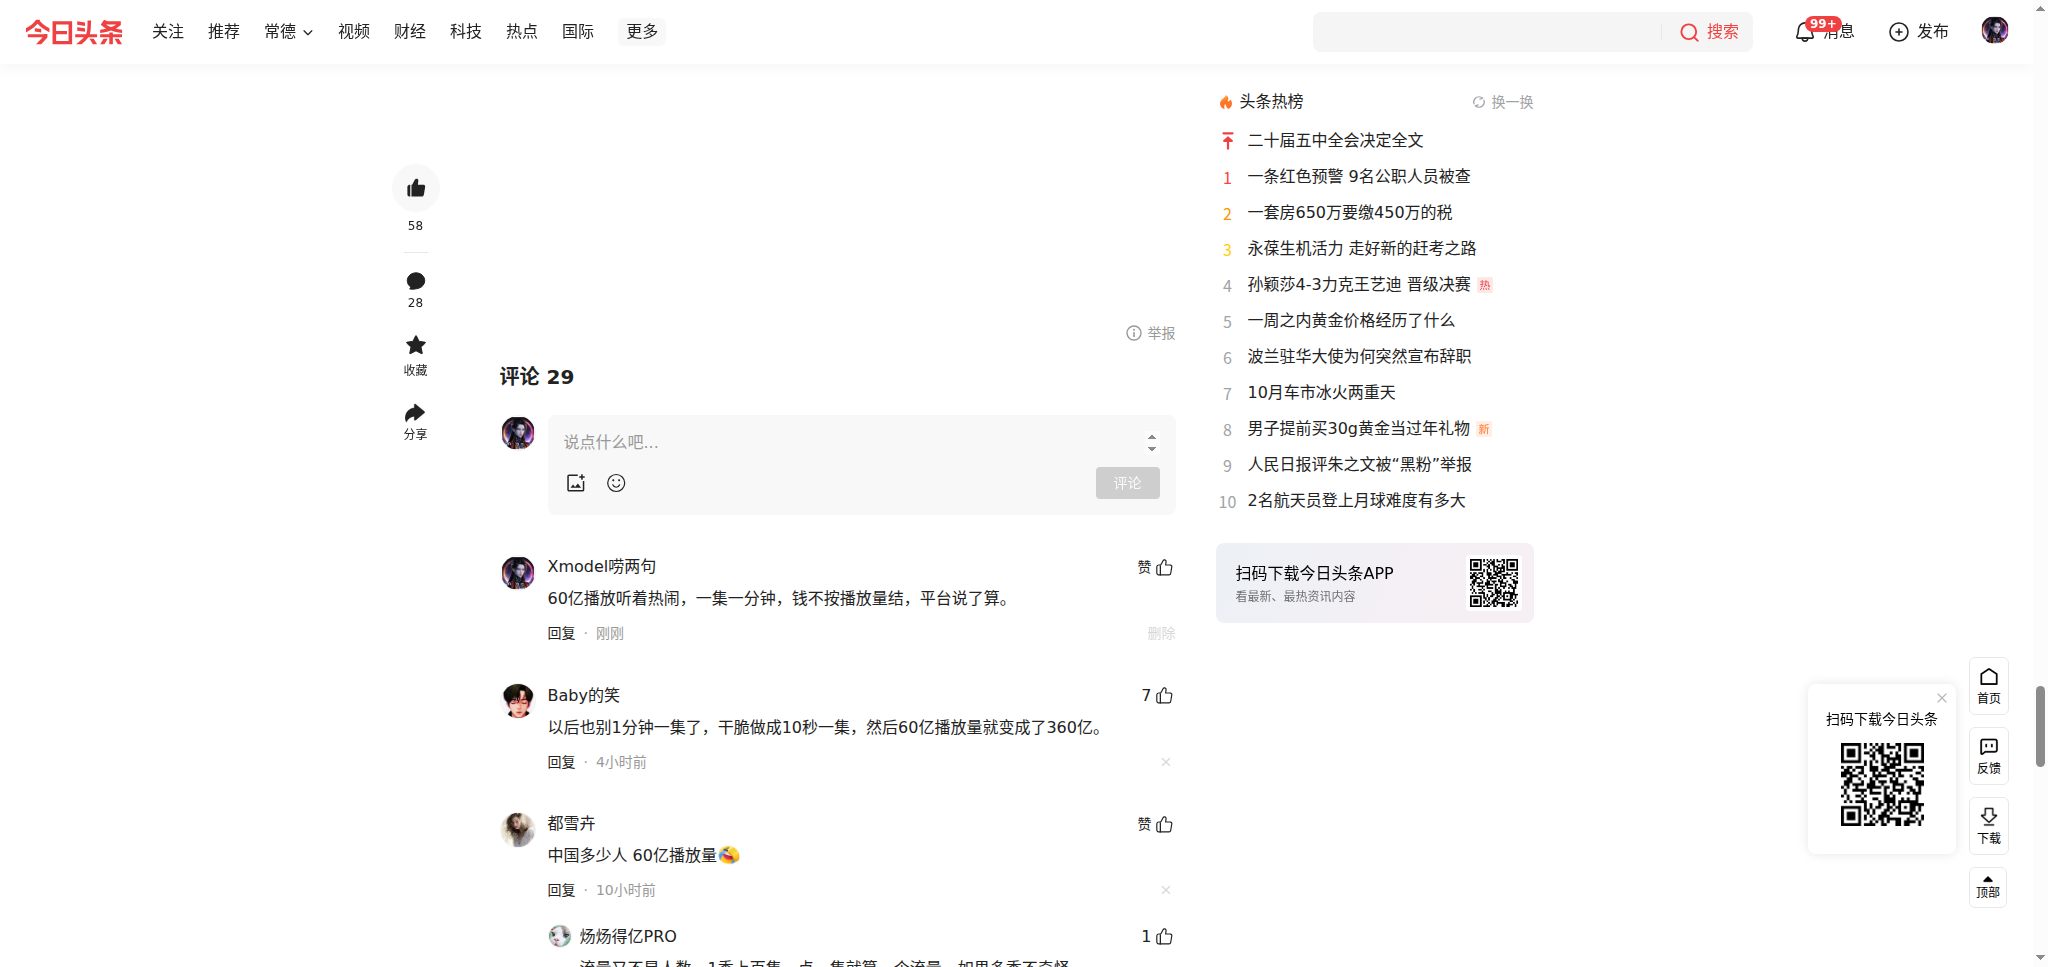 今日头条
关注 推荐 常德 视频 财经 科技 热点 国际 更多
搜索
99+
消息
发布
58
28
收藏
分享
举报
评论 29
说点什么吧...
评论
Xmodel唠两句
赞
60亿播放听着热闹，一集一分钟，钱不按播放量结，平台说了算。
回复 · 刚刚
删除
Baby的笑
7
以后也别1分钟一集了，干脆做成10秒一集，然后60亿播放量就变成了360亿。
回复 · 4小时前
都雪卉
赞
中国多少人 60亿播放量
回复 · 10小时前
炀炀得亿PRO
1
头条热榜
换一换
二十届五中全会决定全文
1 一条红色预警 9名公职人员被查
2 一套房650万要缴450万的税
3 永葆生机活力 走好新的赶考之路
4 孙颖莎4-3力克王艺迪 晋级决赛 热
5 一周之内黄金价格经历了什么
6 波兰驻华大使为何突然宣布辞职
7 10月车市冰火两重天
8 男子提前买30g黄金当过年礼物 新
9 人民日报评朱之文被“黑粉”举报
10 2名航天员登上月球难度有多大
扫码下载今日头条APP
看最新、最热资讯内容
扫码下载今日头条
首页
反馈
下载
顶部